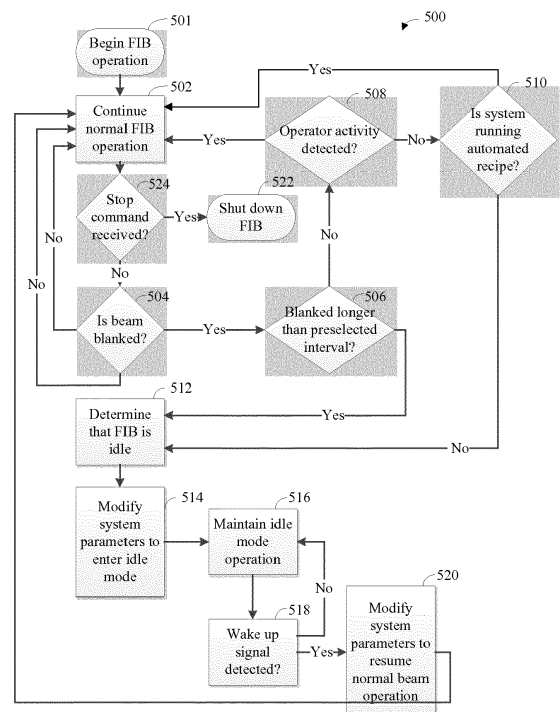 500
501
Begin FIB
operation
502
Continue
normal FIB
operation
Yes
508
Operator activity
detected?
Yes
No
510
Is system
running
automated
recipe?
524
Stop
command
received?
Yes
522
Shut down
FIB
No
No
No
No
504
Is beam
blanked?
Yes
506
Blanked longer
than preselected
interval?
Yes
512
Determine
that FIB is
idle
No
514
Modify
system
parameters to
enter idle
mode
516
Maintain idle
mode
operation
No
518
Wake up
signal
detected?
Yes
520
Modify
system
parameters to
resume
normal beam
operation